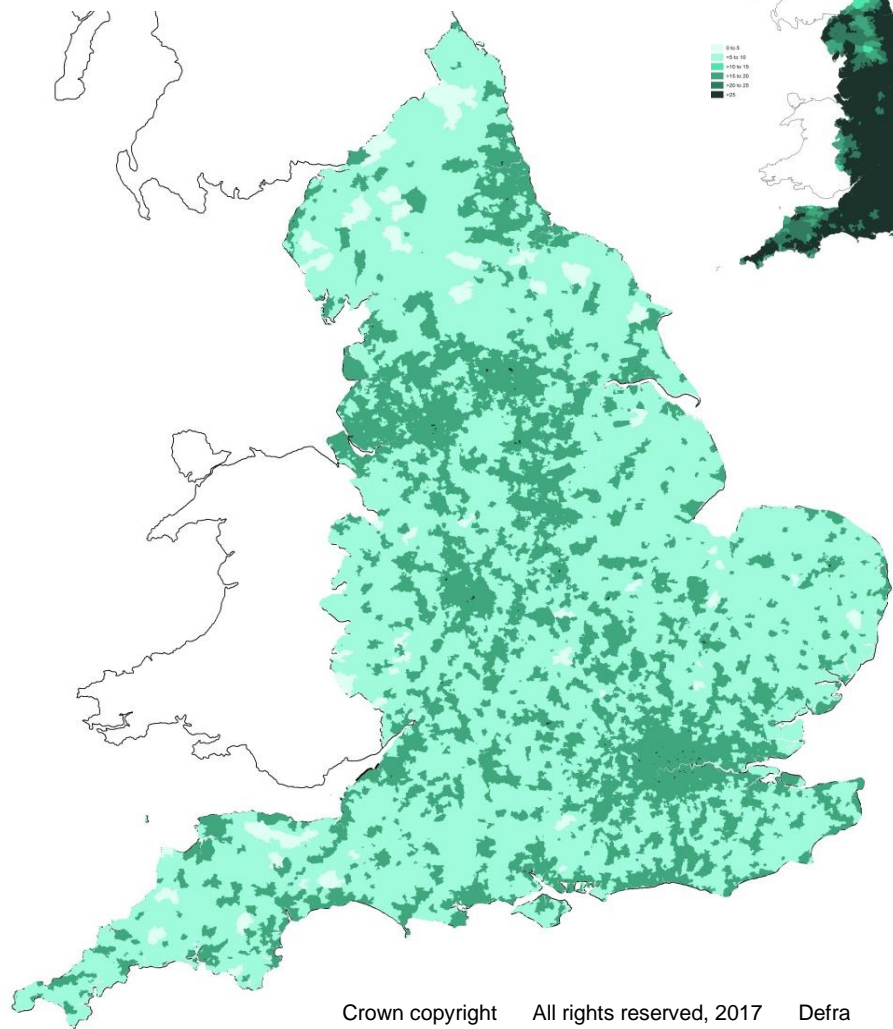 0 to 5
>5 to 10
>10 to 15
>15 to 20
>20 to 25
>25
Crown copyright All rights reserved, 2017 Defra